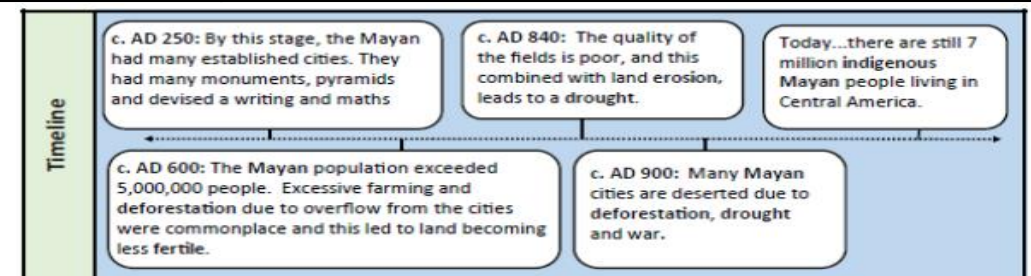 Timeline
c. AD 250: By this stage, the Mayan
had many established cities. They
had many monuments, pyramids
and devised a writing and maths
c. AD 600: The Mayan population exceeded
5,000,000 people. Excessive farming and
deforestation due to overflow from the cities
were commonplace and this led to land becoming
less fertile.
c. AD 840: The quality of
the fields is poor, and this
combined with land erosion,
leads to a drought.
c. AD 900: Many Mayan
cities are deserted due to
deforestation, drought
and war.
Today...there are still 7
million indigenous
Mayan people living in
Central America.